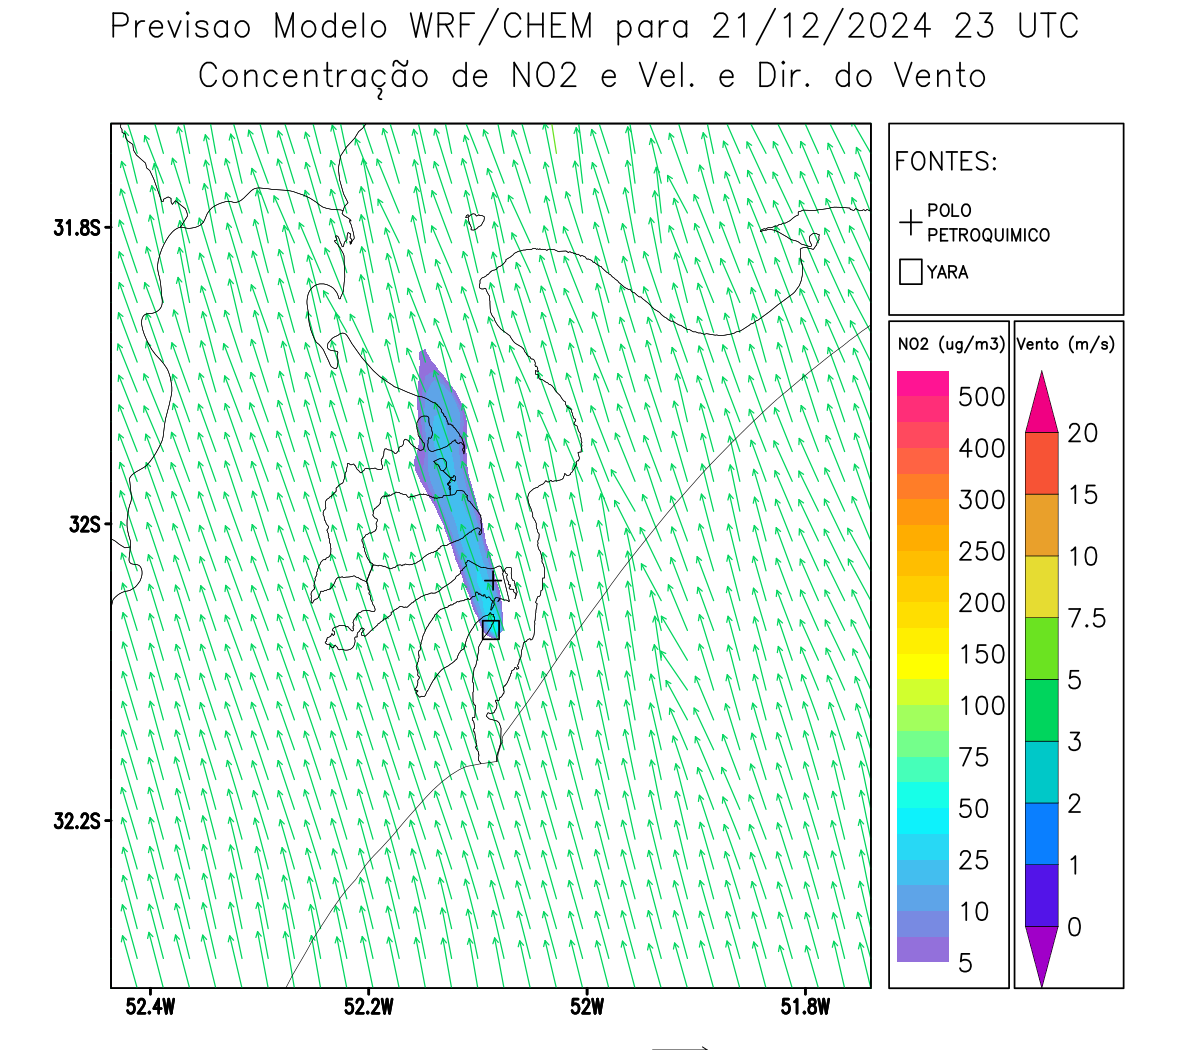 Previsao Modelo WRF/CHEM para 21/12/2024 23 UTC
Concentração de NO2 e Vel. e Dir. do Vento
FONTES:
POLO
PETROQUIMICO
YARA
31.8S
32S
32.2S
52.4W
52.2W
52W
51.8W
NO2 (ug/m3)
500
400
300
250
200
150
100
75
50
25
10
5
Vento (m/s)
20
15
10
7.5
5
3
2
1
0